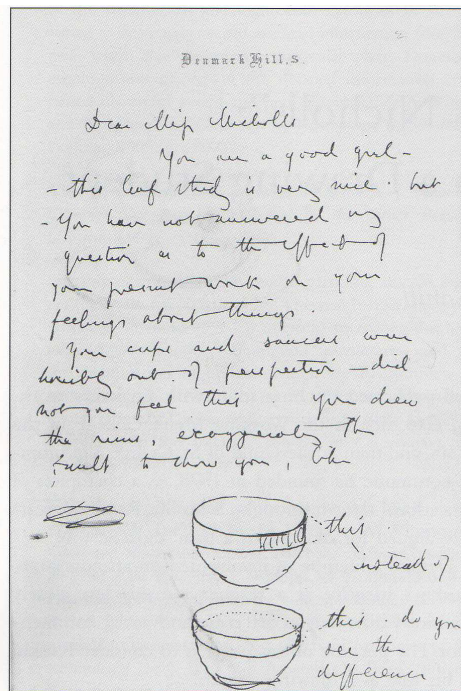 Denmark Hill, S.
Dear Miss Nicholls
You are a good girl -
- this leaf study is very nice. but
- You have not answered my
question as to the effect of
your present work on your
feelings about things.
Your cups and saucers were
horribly out of perspective - did
not you feel this you drew
the rims, exaggerating the
fault to show you, like
this.
instead of
this. do you
see the
difference